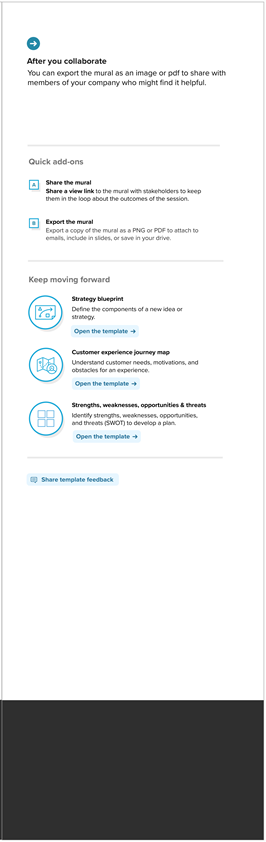 After you collaborate
You can export the mural as an image or pdf to share with
members of your company who might find it helpful.
Quick add-ons
A
Share the mural
Share a view link to the mural with stakeholders to keep
them in the loop about the outcomes of the session.
B
Export the mural
Export a copy of the mural as a PNG or PDF to attach to
emails, include in slides, or save in your drive.
Keep moving forward
Strategy blueprint
Define the components of a new idea or
strategy.
Open the template →
Customer experience journey map
Understand customer needs, motivations, and
obstacles for an experience.
Open the template →
Strengths, weaknesses, opportunities & threats
Identify strengths, weaknesses, opportunities,
and threats (SWOT) to develop a plan.
Open the template →
Share template feedback